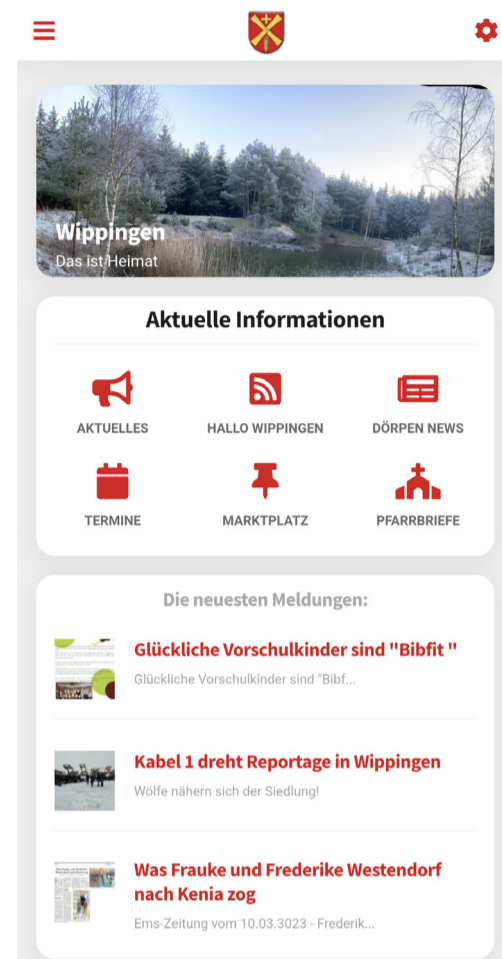 Wippingen
Das ist Heimat
Aktuelle Informationen
AKTUELLES
HALLO WIPPINGEN
DÖRPEN NEWS
TERMINE
MARKTPLATZ
PFARRBRIEFE
Die neuesten Meldungen:
Glückliche Vorschulkinder sind "Bibfit "
Glückliche Vorschulkinder sind "Bibf...
Kabel 1 dreht Reportage in Wippingen
Wölfe nähern sich der Siedlung!
Was Frauke und Frederike Westendorf
nach Kenia zog
Ems-Zeitung vom 10.03.3023 - Frederik...